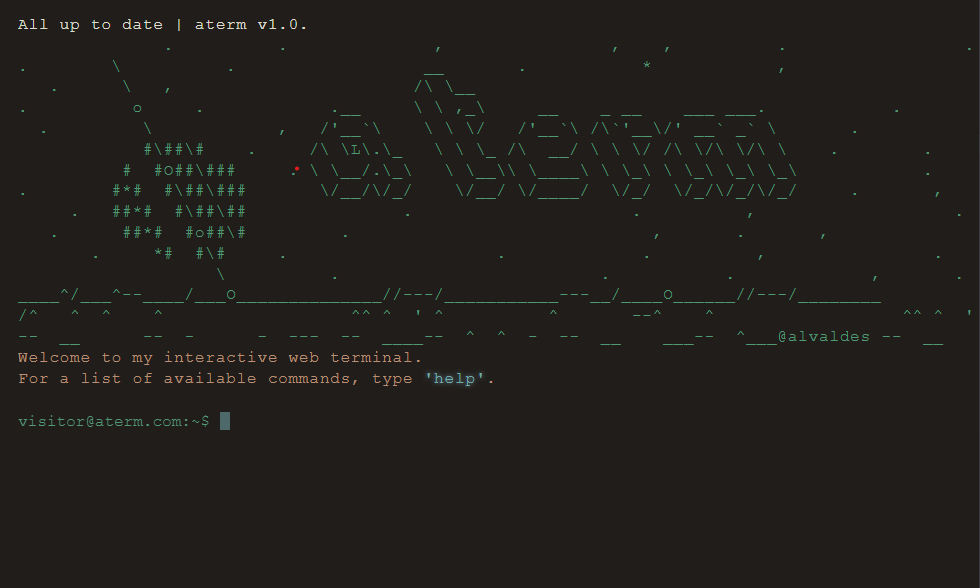 All up to date | aterm v1.0.
aterm
@alvaldes
Welcome to my interactive web terminal.
For a list of available commands, type 'help'.
visitor@aterm.com:~$